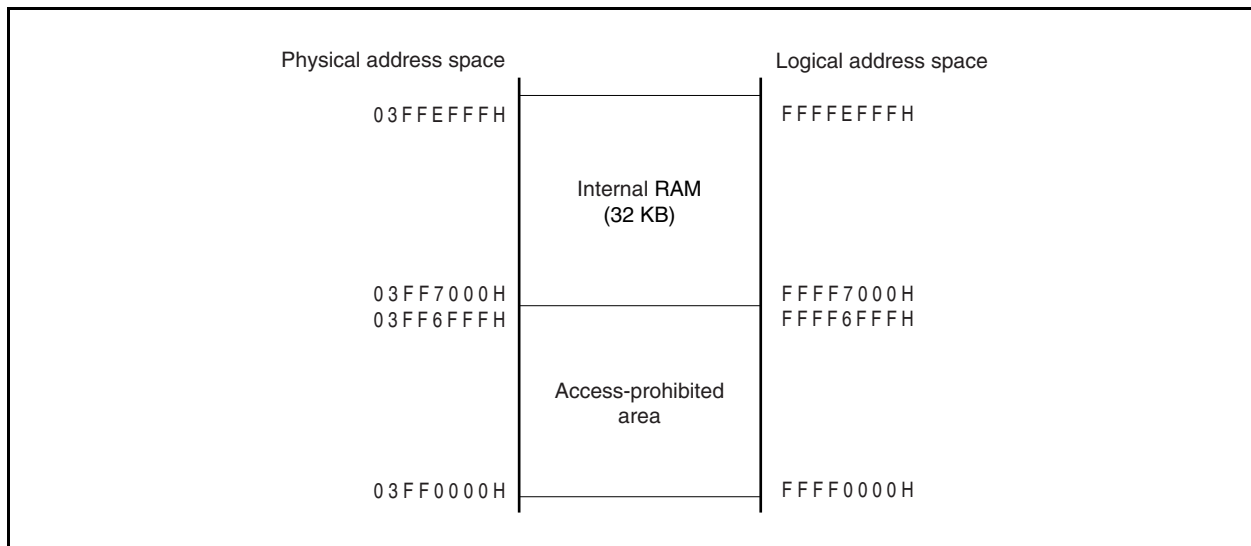 Physical address space
Logical address space
03FFEFFFH
FFFFEFFFH
Internal RAM
(32 KB)
03FF7000H
FFFF7000H
03FF6FFFH
FFFF6FFFH
Access-prohibited
area
03FF0000H
FFFF0000H